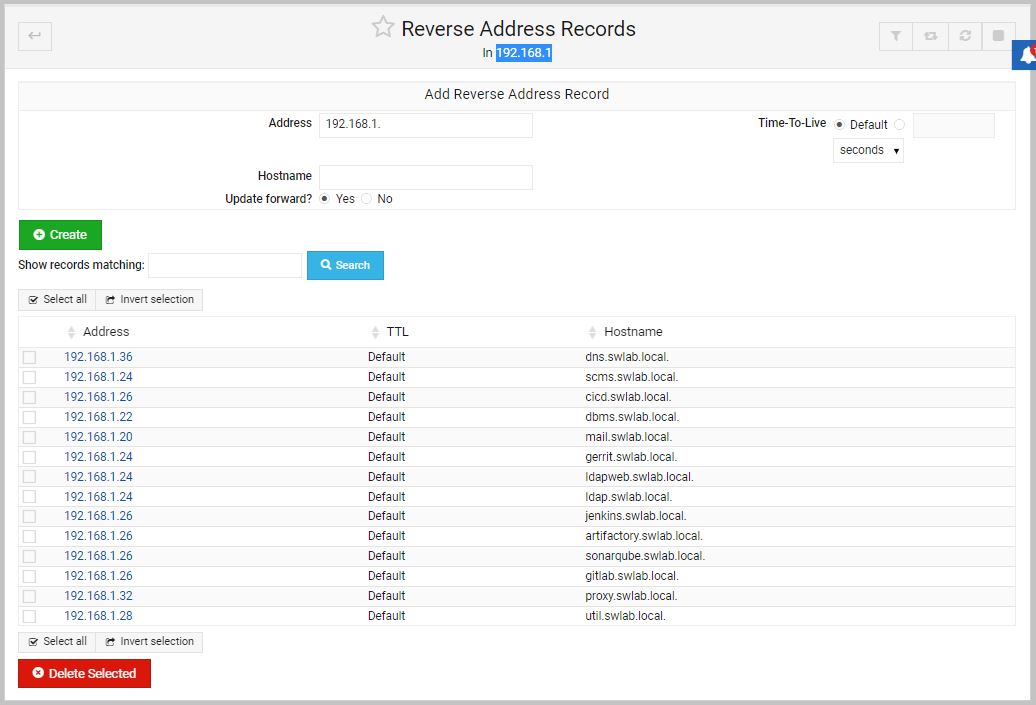 Reverse Address Records
In 192.168.1
Add Reverse Address Record
Address 192.168.1. Time-To-Live Default
seconds
Hostname
Update forward? Yes No
Create
Show records matching: Search
Select all Invert selection
Address TTL Hostname
192.168.1.36 Default dns.swlab.local.
192.168.1.24 Default scms.swlab.local.
192.168.1.26 Default cicd.swlab.local.
192.168.1.22 Default dbms.swlab.local.
192.168.1.20 Default mail.swlab.local.
192.168.1.24 Default gerrit.swlab.local.
192.168.1.24 Default ldapweb.swlab.local.
192.168.1.24 Default ldap.swlab.local.
192.168.1.26 Default jenkins.swlab.local.
192.168.1.26 Default artifactory.swlab.local.
192.168.1.26 Default sonarqube.swlab.local.
192.168.1.26 Default gitlab.swlab.local.
192.168.1.32 Default proxy.swlab.local.
192.168.1.28 Default util.swlab.local.
Select all Invert selection
Delete Selected